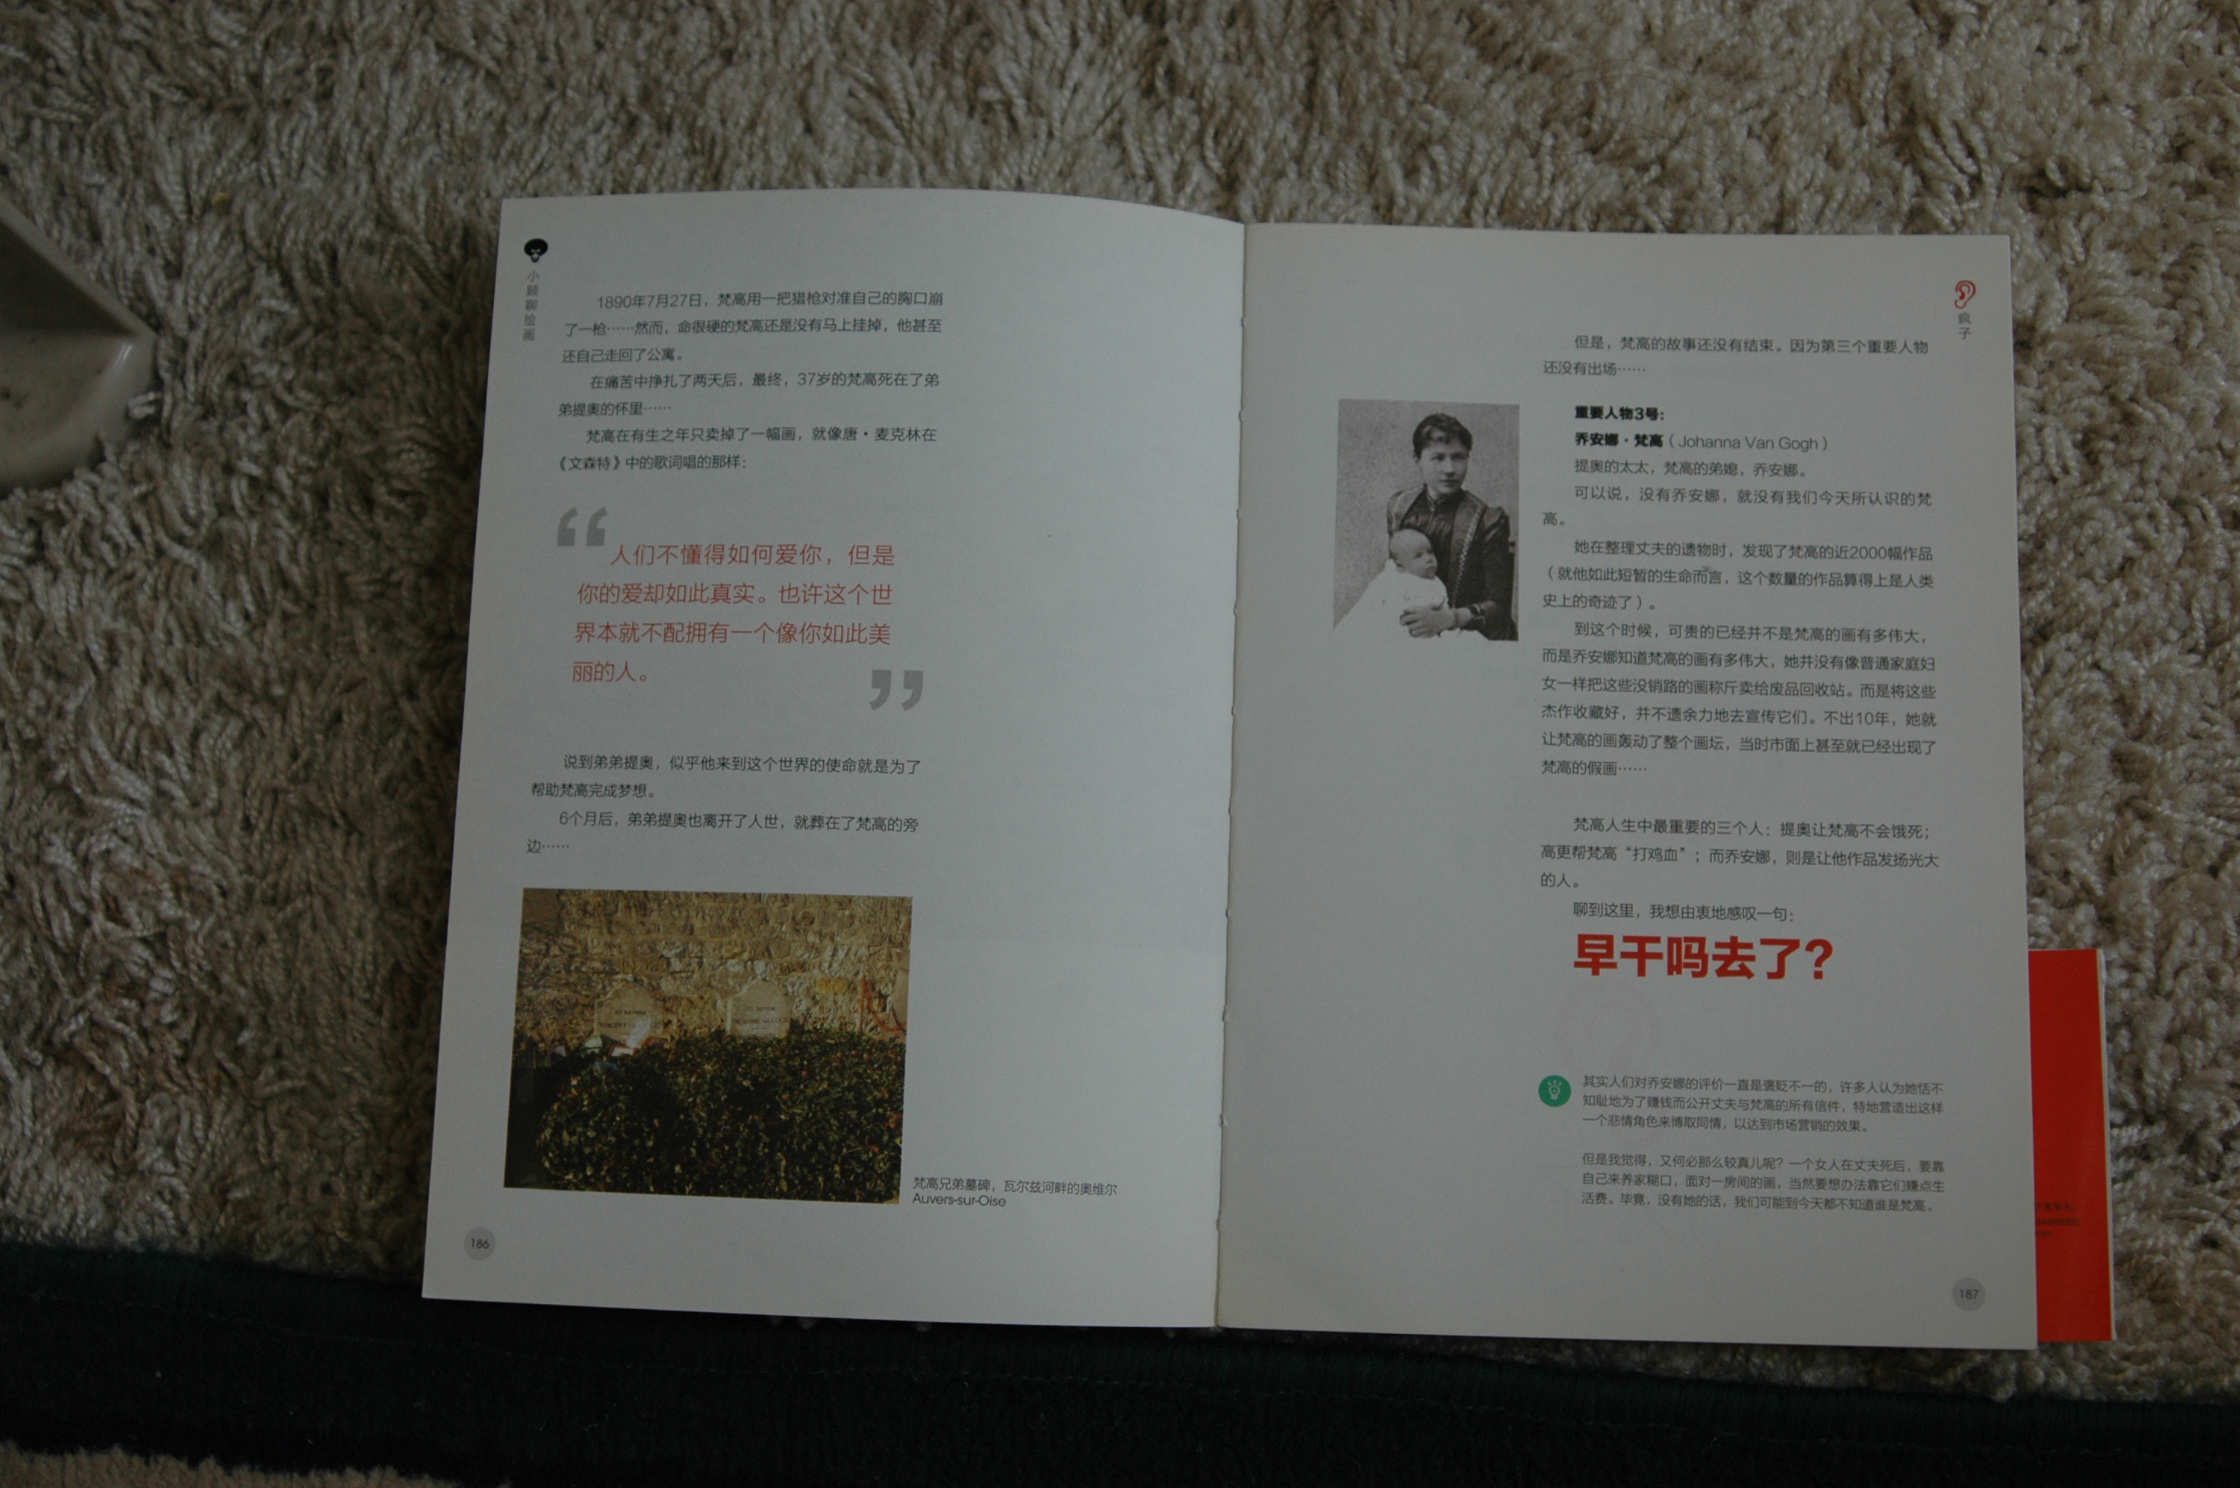 小顾聊绘画
1890年7月27日，梵高用一把猎枪对准自己的胸口崩
了一枪……然而，命很硬的梵高还是没有马上挂掉，他甚至
还自己走回了公寓。
在痛苦中挣扎了两天后，最终，37岁的梵高死在了弟
弟提奥的怀里……
梵高在有生之年只卖掉了一幅画，就像唐·麦克林在
《文森特》中的歌词唱的那样：
“
人们不懂得如何爱你，但是
你的爱却如此真实。也许这个世
界本就不配拥有一个像你如此美
丽的人。
”
说到弟弟提奥，似乎他来到这个世界的使命就是为了
帮助梵高完成梦想。
6个月后，弟弟提奥也离开了人世，就葬在了梵高的旁
边……
梵高兄弟墓碑，瓦尔兹河畔的奥维尔
Auvers-sur-Oise
186
疯子
但是，梵高的故事还没有结束。因为第三个重要人物
还没有出场……
重要人物3号：
乔安娜·梵高（Johanna Van Gogh）
提奥的太太，梵高的弟媳，乔安娜。
可以说，没有乔安娜，就没有我们今天所认识的梵
高。
她在整理丈夫的遗物时，发现了梵高的近2000幅作品
（就他如此短暂的生命而言，这个数量的作品算得上是人类
史上的奇迹了）。
到这个时候，可贵的已经并不是梵高的画有多伟大，
而是乔安娜知道梵高的画有多伟大，她并没有像普通家庭妇
女一样把这些没销路的画称斤卖给废品回收站。而是将这些
杰作收藏好，并不遗余力地去宣传它们。不出10年，她就
让梵高的画轰动了整个画坛，当时市面上甚至就已经出现了
梵高的假画……
梵高人生中最重要的三个人：提奥让梵高不会饿死；
高更帮梵高“打鸡血”；而乔安娜，则是让他作品发扬光大
的人。
聊到这里，我想由衷地感叹一句：
早干吗去了？
其实人们对乔安娜的评价一直是褒贬不一的，许多人认为她恬不
知耻地为了赚钱而公开丈夫与梵高的所有信件，特地营造出这样
一个悲情角色来博取同情，以达到市场营销的效果。
但是我觉得，又何必那么较真儿呢？一个女人在丈夫死后，要靠
自己来养家糊口，面对一房间的画，当然要想办法靠它们赚点生
活费。毕竟，没有她的话，我们可能到今天都不知道谁是梵高。
187